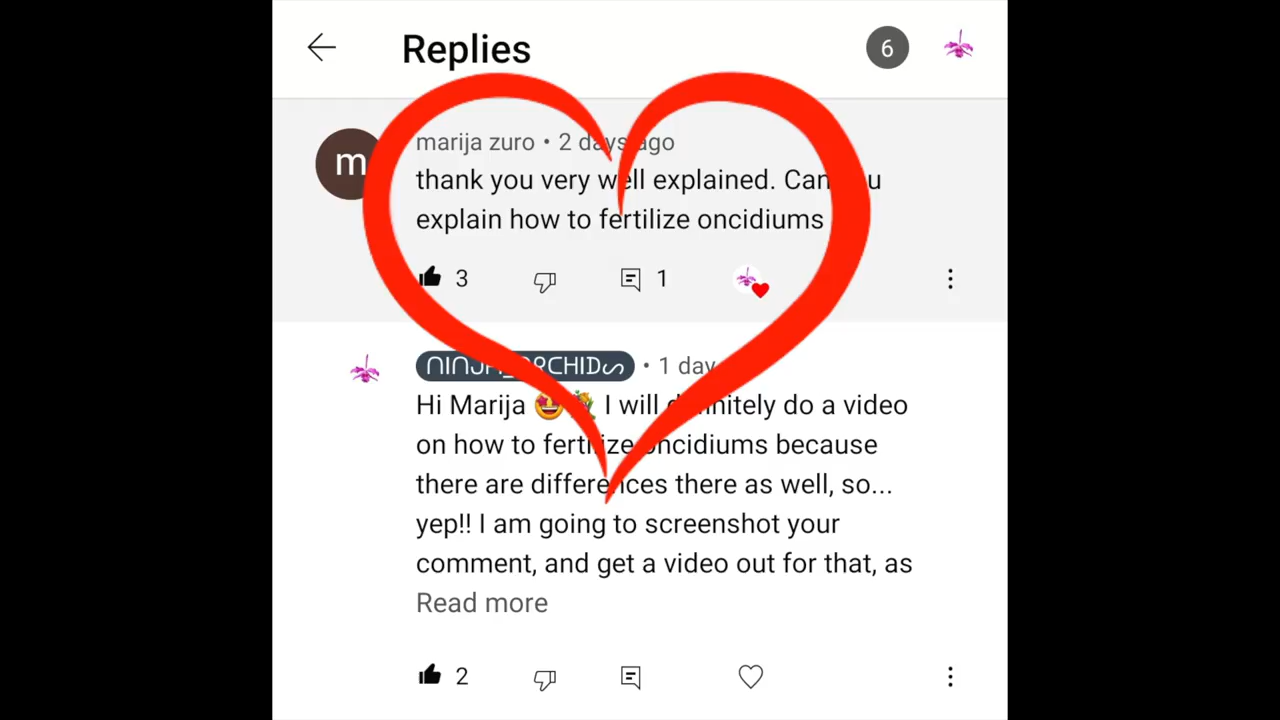 Replies
6
m
marija zuro • 2 days ago
thank you very well explained. Can u
explain how to fertilize oncidiums
3
1
• 1 day
Hi Marija 🤩💐 I will definitely do a video
on how to fertilize oncidiums because
there are differences there as well, so...
yep!! I am going to screenshot your
comment, and get a video out for that, as
Read more
2